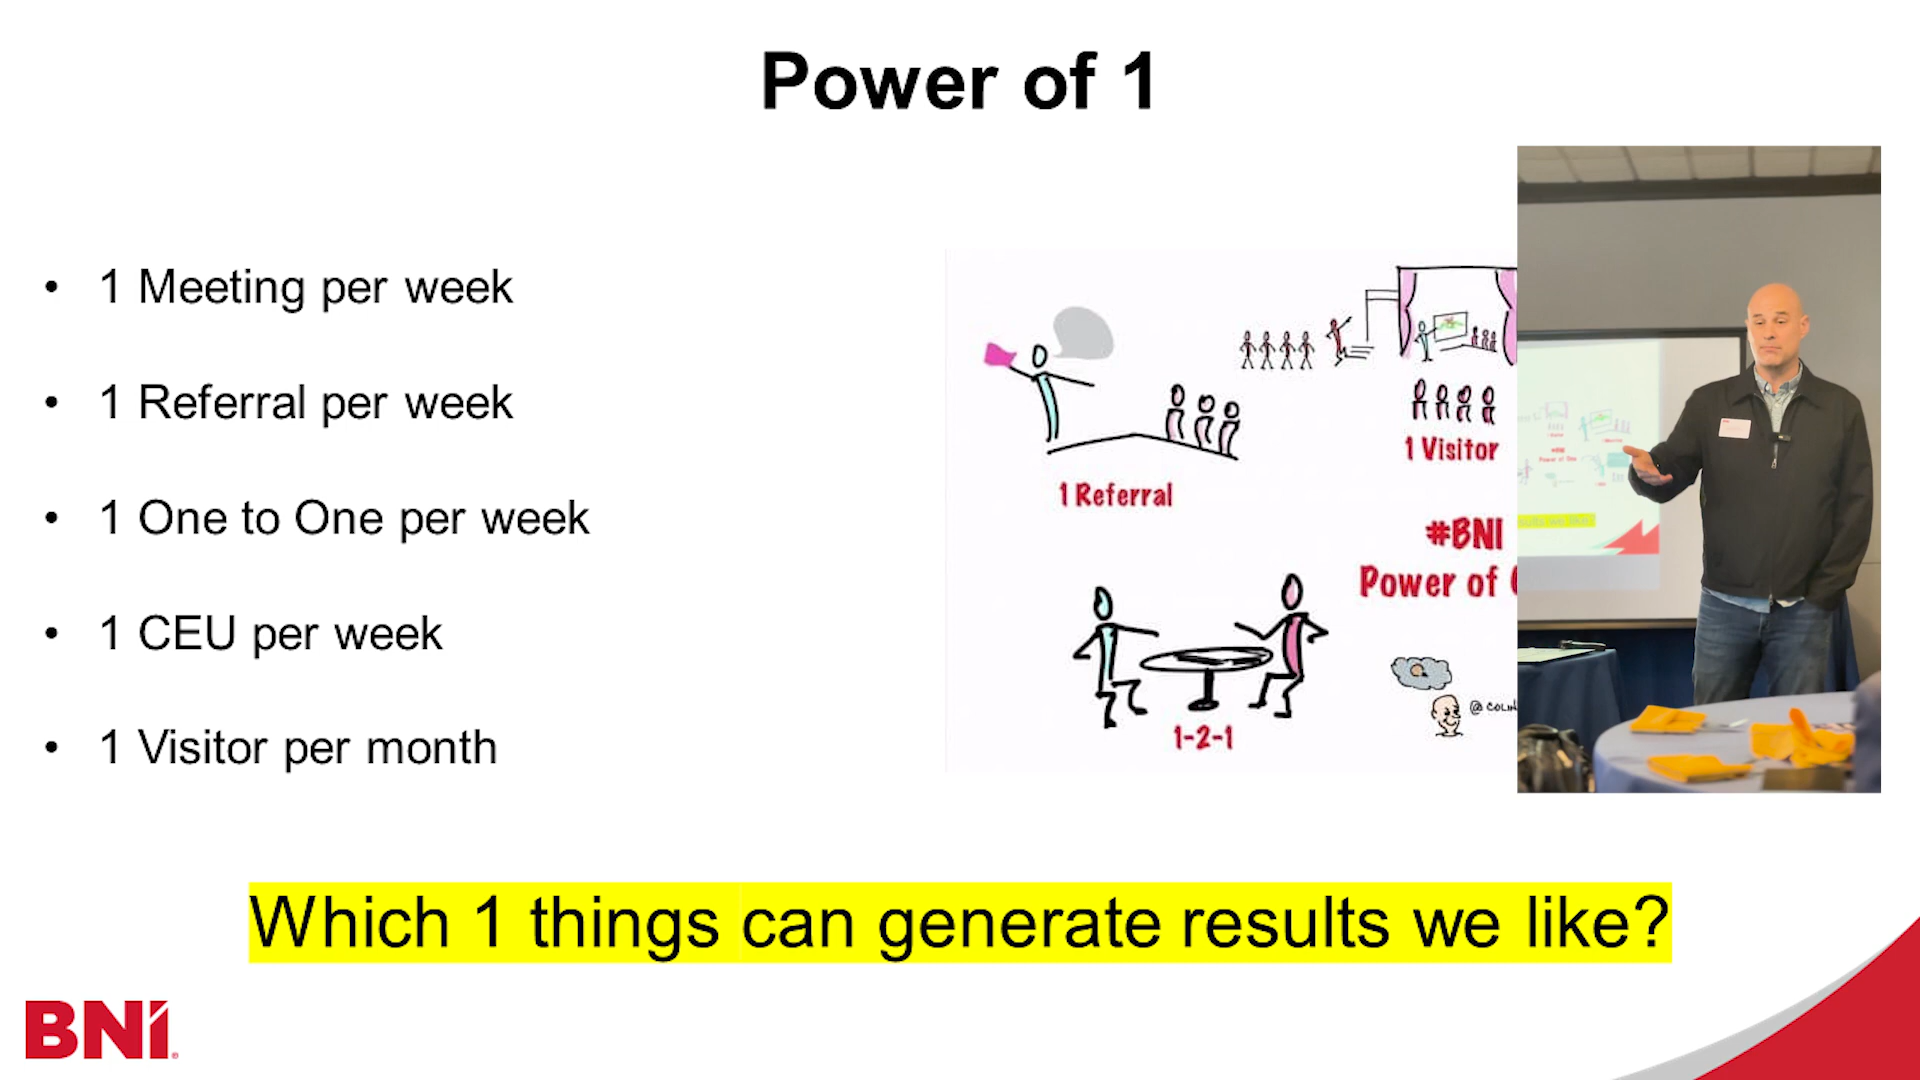 Power of 1
• 1 Meeting per week
• 1 Referral per week
• 1 One to One per week
• 1 CEU per week
• 1 Visitor per month
1 Referral
1 Visitor
#BNI
Power of
1-2-1
Which 1 things can generate results we like?
BNI®